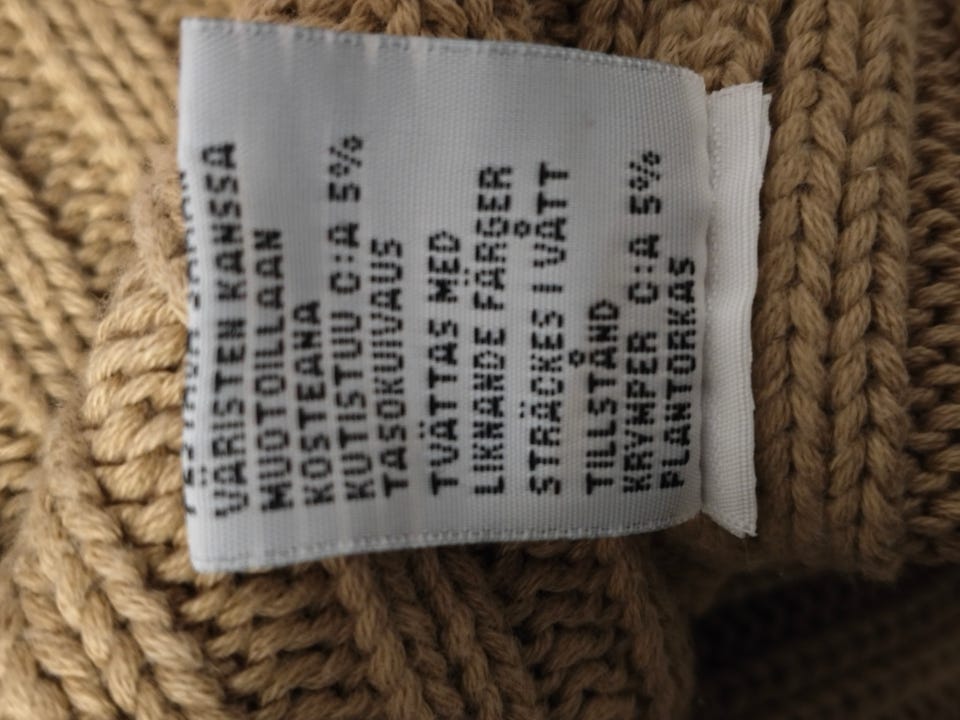 VÄRISTEN KANSSA
MUOTOILLAAN
KOSTEANA
KUTISTUU C:A 5%
TASOKUIVAUS
TVÄTTAS MED
LIKNANDE FÄRGER
STRÄCKES I VÅTT
TILLSTÅND
KRYMPER C:A 5%
PLANTORKAS